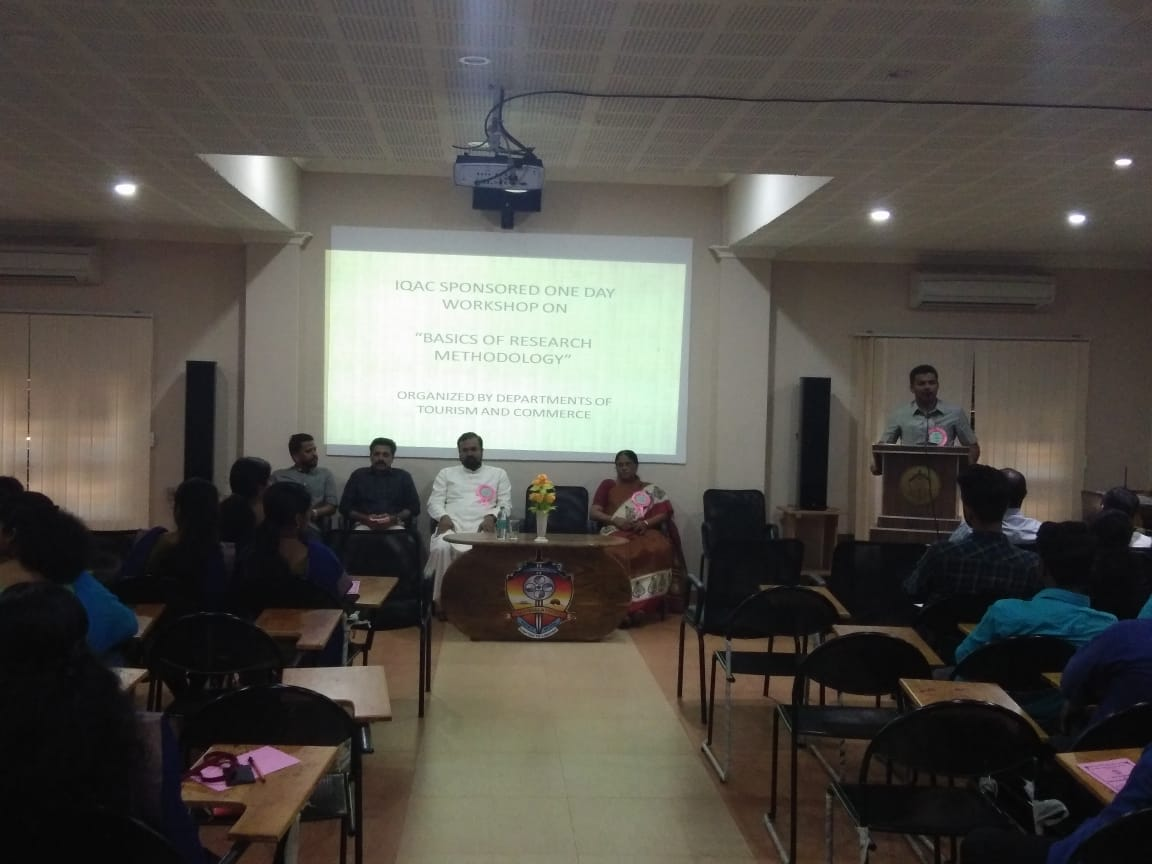 IQAC SPONSORED ONE DAY
WORKSHOP ON
“BASICS OF RESEARCH
METHODOLOGY”
ORGANIZED BY DEPARTMENTS OF
TOURISM AND COMMERCE